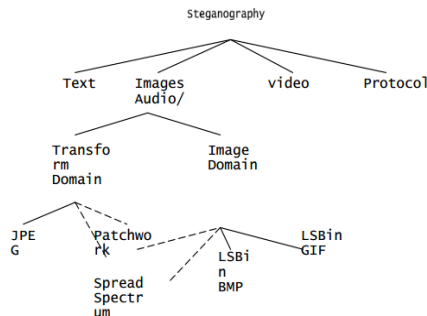 Steganography
Text
Images
Audio/
video
Protocol
Transfo
rm
Domain
Image
Domain
JPE
G
Patchwo
rk
Spread
Spectr
um
LSBi
n
BMP
LSBin
GIF